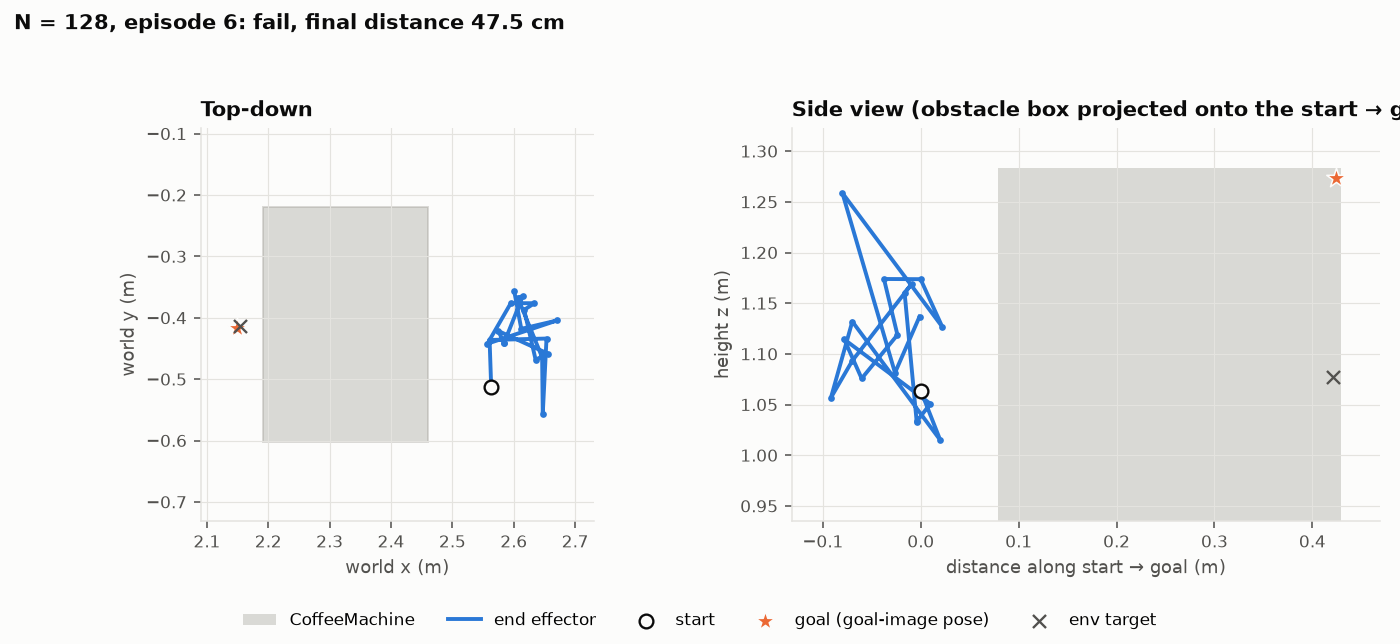 N = 128, episode 6: fail, final distance 47.5 cm
Top-down
−0.1
−0.2
−0.3
−0.4
−0.5
−0.6
−0.7
world y (m)
2.1 2.2 2.3 2.4 2.5 2.6 2.7
world x (m)
Side view (obstacle box projected onto the start → g
1.30
1.25
1.20
1.15
1.10
1.05
1.00
0.95
height z (m)
−0.1 0.0 0.1 0.2 0.3 0.4
distance along start → goal (m)
CoffeeMachine end effector start goal (goal-image pose) env target